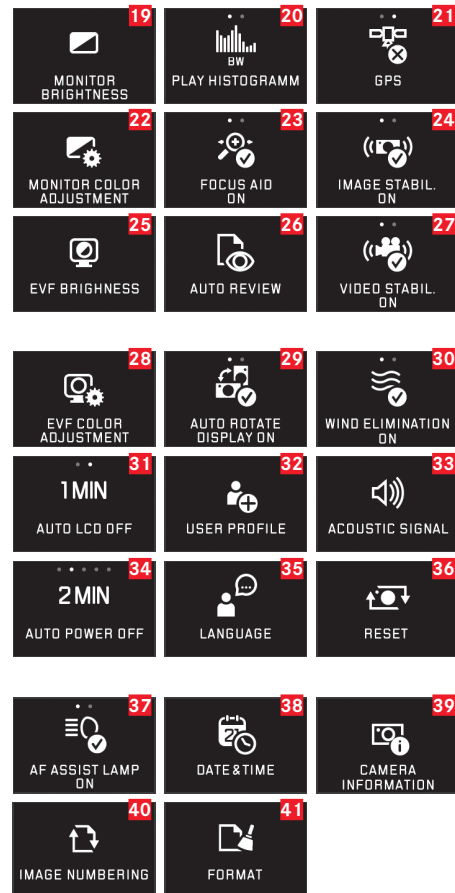 19
MONITOR
BRIGHTNESS
20
BW
PLAY HISTOGRAMM
21
GPS
22
MONITOR COLOR
ADJUSTMENT
23
FOCUS AID
ON
24
IMAGE STABIL.
ON
25
EVF BRIGHNESS
26
AUTO REVIEW
27
VIDEO STABIL.
ON
28
EVF COLOR
ADJUSTMENT
29
AUTO ROTATE
DISPLAY ON
30
WIND ELIMINATION
ON
31
1 MIN
AUTO LCD OFF
32
USER PROFILE
33
ACOUSTIC SIGNAL
34
2 MIN
AUTO POWER OFF
35
LANGUAGE
36
RESET
37
AF ASSIST LAMP
ON
38
27
DATE & TIME
39
CAMERA
INFORMATION
40
IMAGE NUMBERING
41
FORMAT